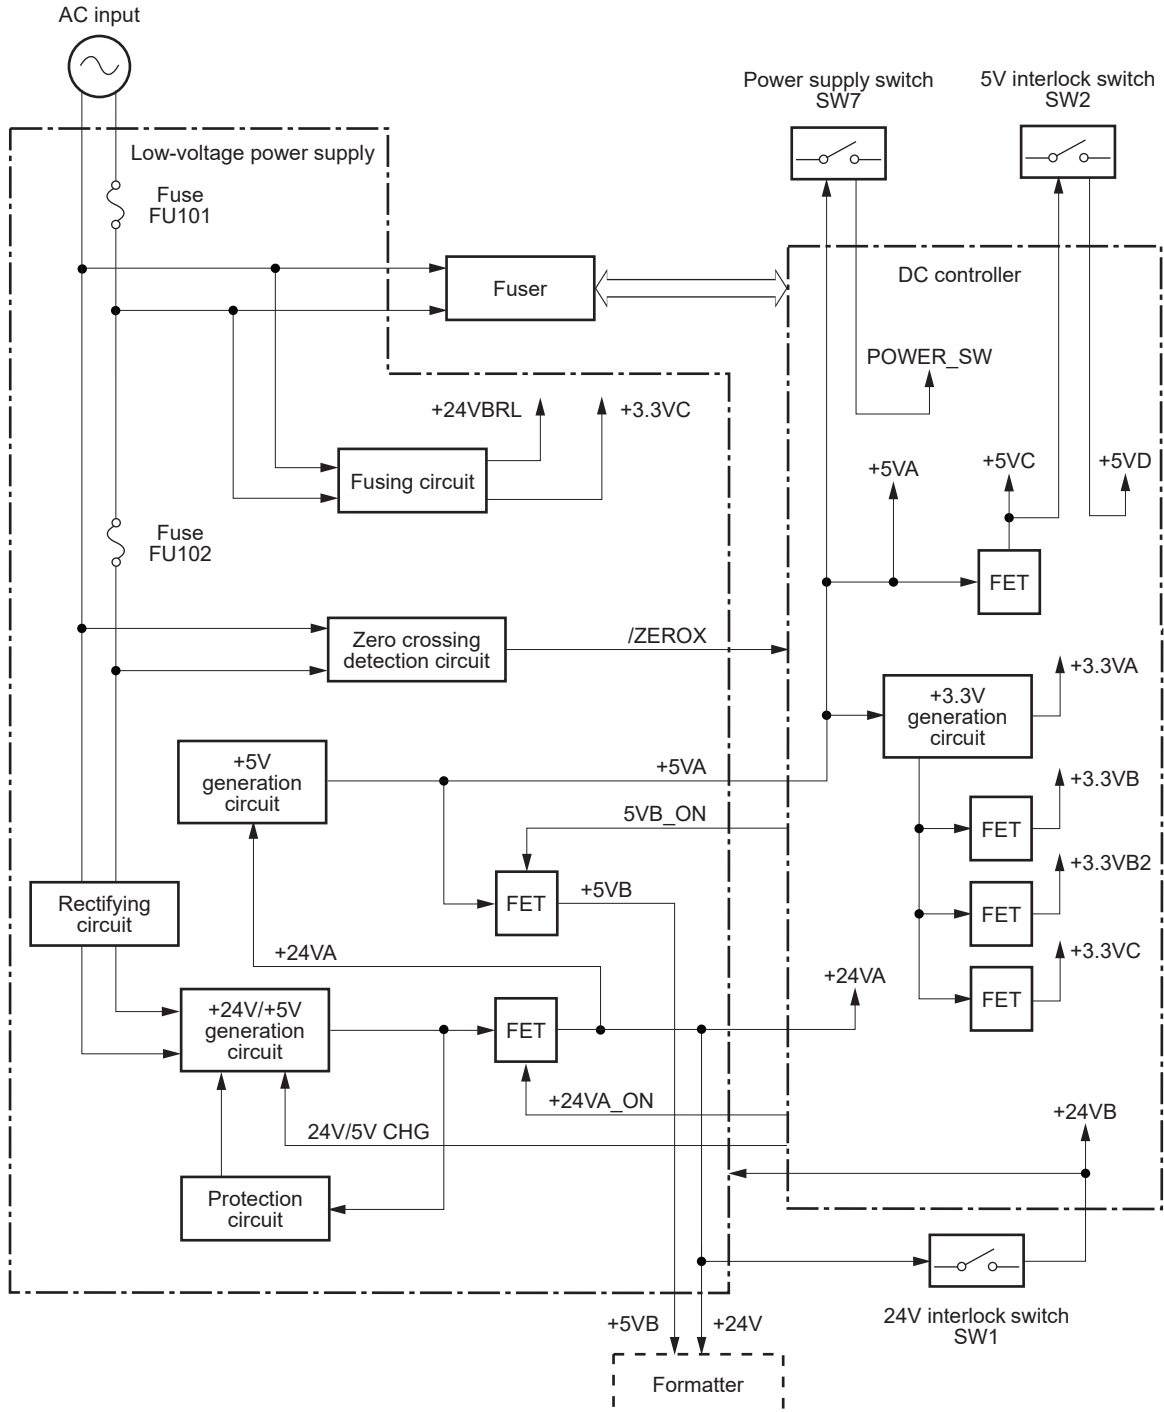 AC input
Power supply switch
SW7
5V interlock switch
SW2
Low-voltage power supply
Fuse
FU101
Fuser
DC controller
POWER_SW
+24VBRL
+3.3VC
Fusing circuit
+5VA
+5VC
+5VD
Fuse
FU102
FET
Zero crossing
detection circuit
/ZEROX
+3.3V
generation
circuit
+3.3VA
+5V
generation
circuit
+5VA
+3.3VB
5VB_ON
FET
+3.3VB2
Rectifying
circuit
FET
+5VB
FET
+24VA
+24VA
+3.3VC
+24V/+5V
generation
circuit
FET
FET
+24VA_ON
24V/5V CHG
+24VB
Protection
circuit
24V interlock switch
SW1
+5VB
+24V
Formatter